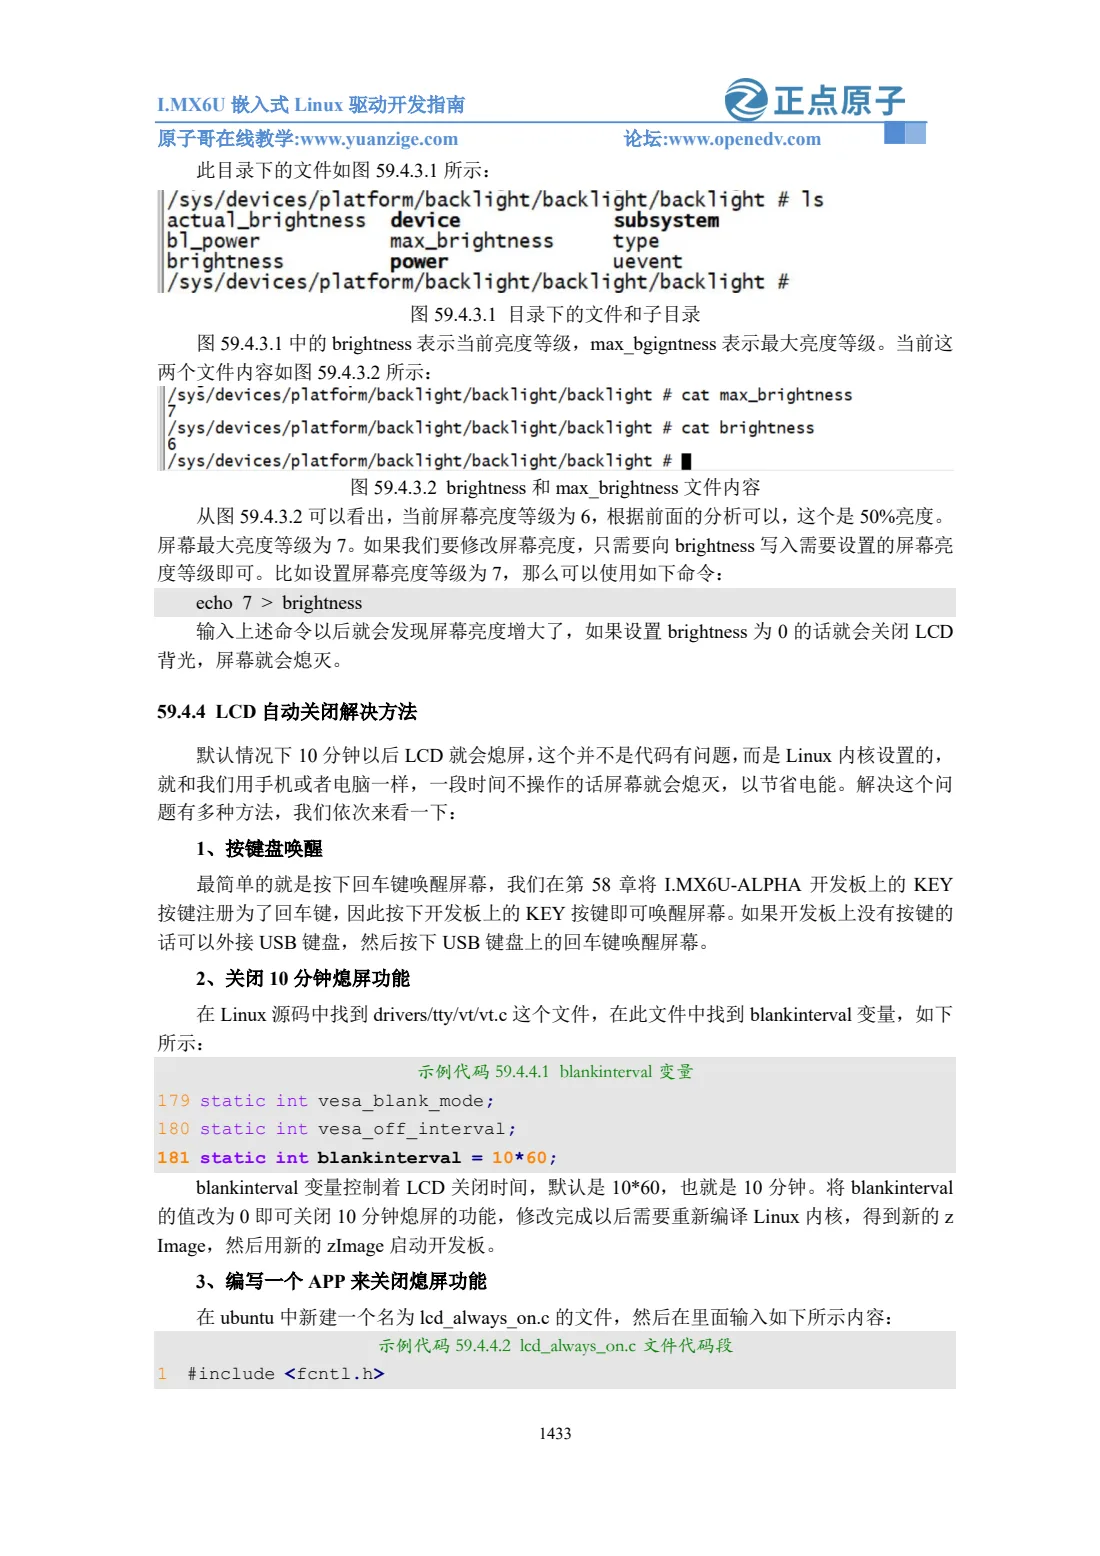 I.MX6U 嵌入式 Linux 驱动开发指南
正点原子
原子哥在线教学:www.yuanzige.com 论坛:www.openedv.com
此目录下的文件如图 59.4.3.1 所示：
/sys/devices/platform/backlight/backlight/backlight # ls
actual_brightness device subsystem
bl_power max_brightness type
brightness power uevent
/sys/devices/platform/backlight/backlight/backlight #
图 59.4.3.1 目录下的文件和子目录
图 59.4.3.1 中的 brightness 表示当前亮度等级，max_bgigntness 表示最大亮度等级。当前这
两个文件内容如图 59.4.3.2 所示：
/sys/devices/platform/backlight/backlight/backlight # cat max_brightness
7
/sys/devices/platform/backlight/backlight/backlight # cat brightness
6
/sys/devices/platform/backlight/backlight/backlight #
图 59.4.3.2 brightness 和 max_brightness 文件内容
从图 59.4.3.2 可以看出，当前屏幕亮度等级为 6，根据前面的分析可以，这个是 50%亮度。
屏幕最大亮度等级为 7。如果我们要修改屏幕亮度，只需要向 brightness 写入需要设置的屏幕亮
度等级即可。比如设置屏幕亮度等级为 7，那么可以使用如下命令：
echo 7 > brightness
输入上述命令以后就会发现屏幕亮度增大了，如果设置 brightness 为 0 的话就会关闭 LCD
背光，屏幕就会熄灭。
59.4.4 LCD 自动关闭解决方法
默认情况下 10 分钟以后 LCD 就会熄屏，这个并不是代码有问题，而是 Linux 内核设置的，
就和我们用手机或者电脑一样，一段时间不操作的话屏幕就会熄灭，以节省电能。解决这个问
题有多种方法，我们依次来看一下：
1、按键盘唤醒
最简单的就是按下回车键唤醒屏幕，我们在第 58 章将 I.MX6U-ALPHA 开发板上的 KEY
按键注册为了回车键，因此按下开发板上的 KEY 按键即可唤醒屏幕。如果开发板上没有按键的
话可以外接 USB 键盘，然后按下 USB 键盘上的回车键唤醒屏幕。
2、关闭 10 分钟熄屏功能
在 Linux 源码中找到 drivers/tty/vt/vt.c 这个文件，在此文件中找到 blankinterval 变量，如下
所示：
示例代码 59.4.4.1 blankinterval 变量
179 static int vesa_blank_mode;
180 static int vesa_off_interval;
181 static int blankinterval = 10*60;
blankinterval 变量控制着 LCD 关闭时间，默认是 10*60，也就是 10 分钟。将 blankinterval
的值改为 0 即可关闭 10 分钟熄屏的功能，修改完成以后需要重新编译 Linux 内核，得到新的 z
Image，然后用新的 zImage 启动开发板。
3、编写一个 APP 来关闭熄屏功能
在 ubuntu 中新建一个名为 lcd_always_on.c 的文件，然后在里面输入如下所示内容：
示例代码 59.4.4.2 lcd_always_on.c 文件代码段
1 #include <fcntl.h>
1433